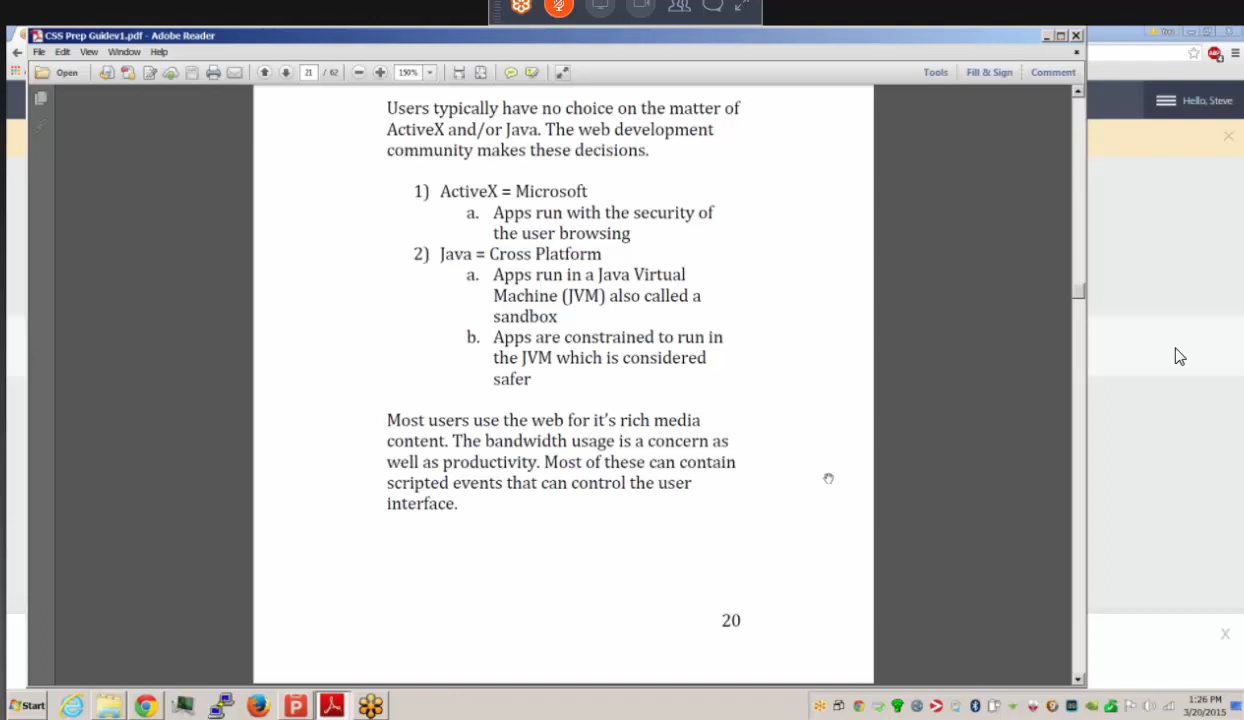 CSS Prep Guidev1.pdf - Adobe Reader
File Edit View Window Help
Open 21 / 62 150% Tools Fill & Sign Comment
Hello, Steve
Users typically have no choice on the matter of
ActiveX and/or Java. The web development
community makes these decisions.
1) ActiveX = Microsoft
a. Apps run with the security of
the user browsing
2) Java = Cross Platform
a. Apps run in a Java Virtual
Machine (JVM) also called a
sandbox
b. Apps are constrained to run in
the JVM which is considered
safer
Most users use the web for it's rich media
content. The bandwidth usage is a concern as
well as productivity. Most of these can contain
scripted events that can control the user
interface.
20
Start
1:26 PM
3/20/2015